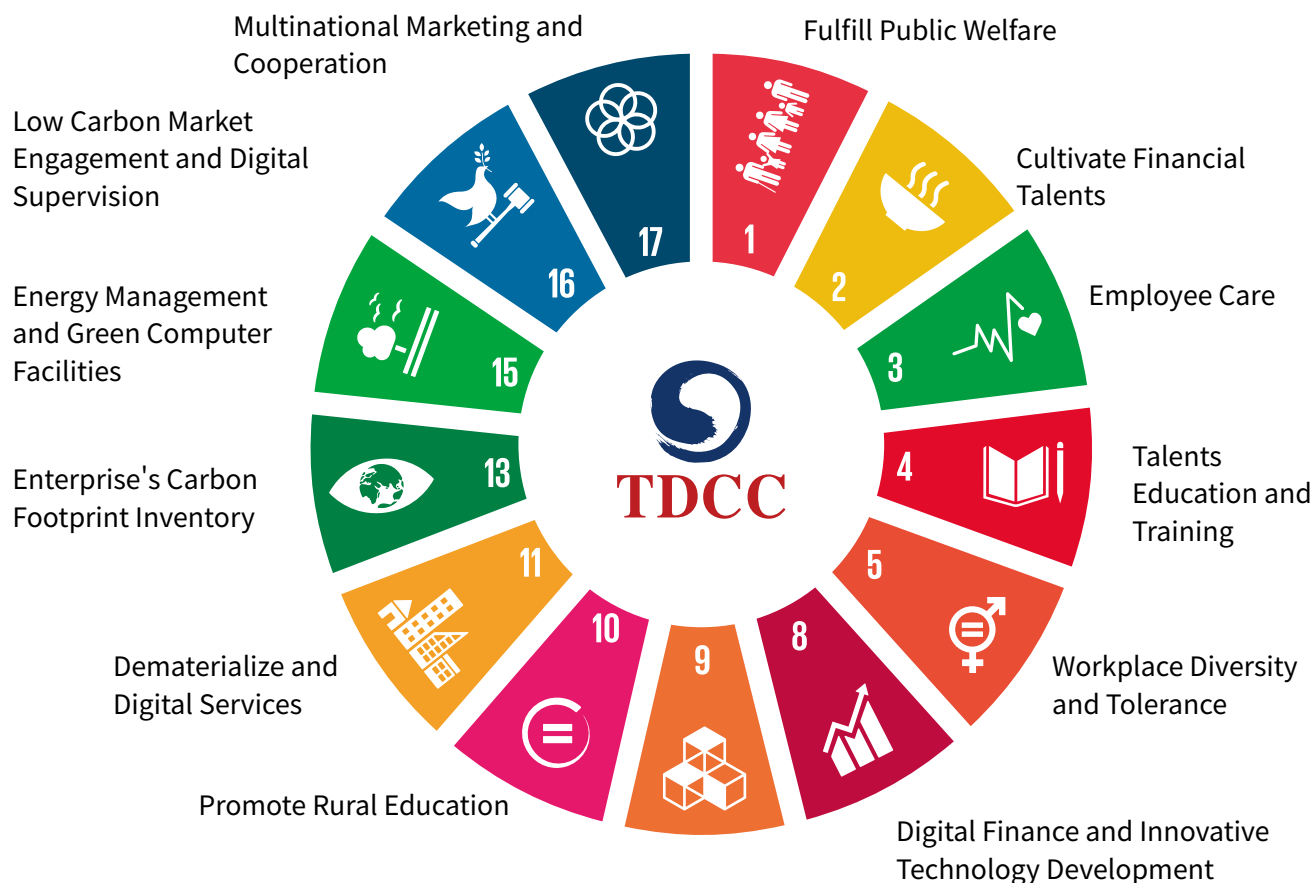 Multinational Marketing and
Cooperation
Fulfill Public Welfare
Low Carbon Market
Engagement and Digital
Supervision
Cultivate Financial
Talents
Energy Management
and Green Computer
Facilities
Employee Care
Enterprise's Carbon
Footprint Inventory
Talents
Education and
Training
Dematerialize and
Digital Services
Workplace Diversity
and Tolerance
Promote Rural Education
Digital Finance and Innovative
Technology Development
1
2
3
4
5
8
9
10
11
13
15
16
17
TDCC